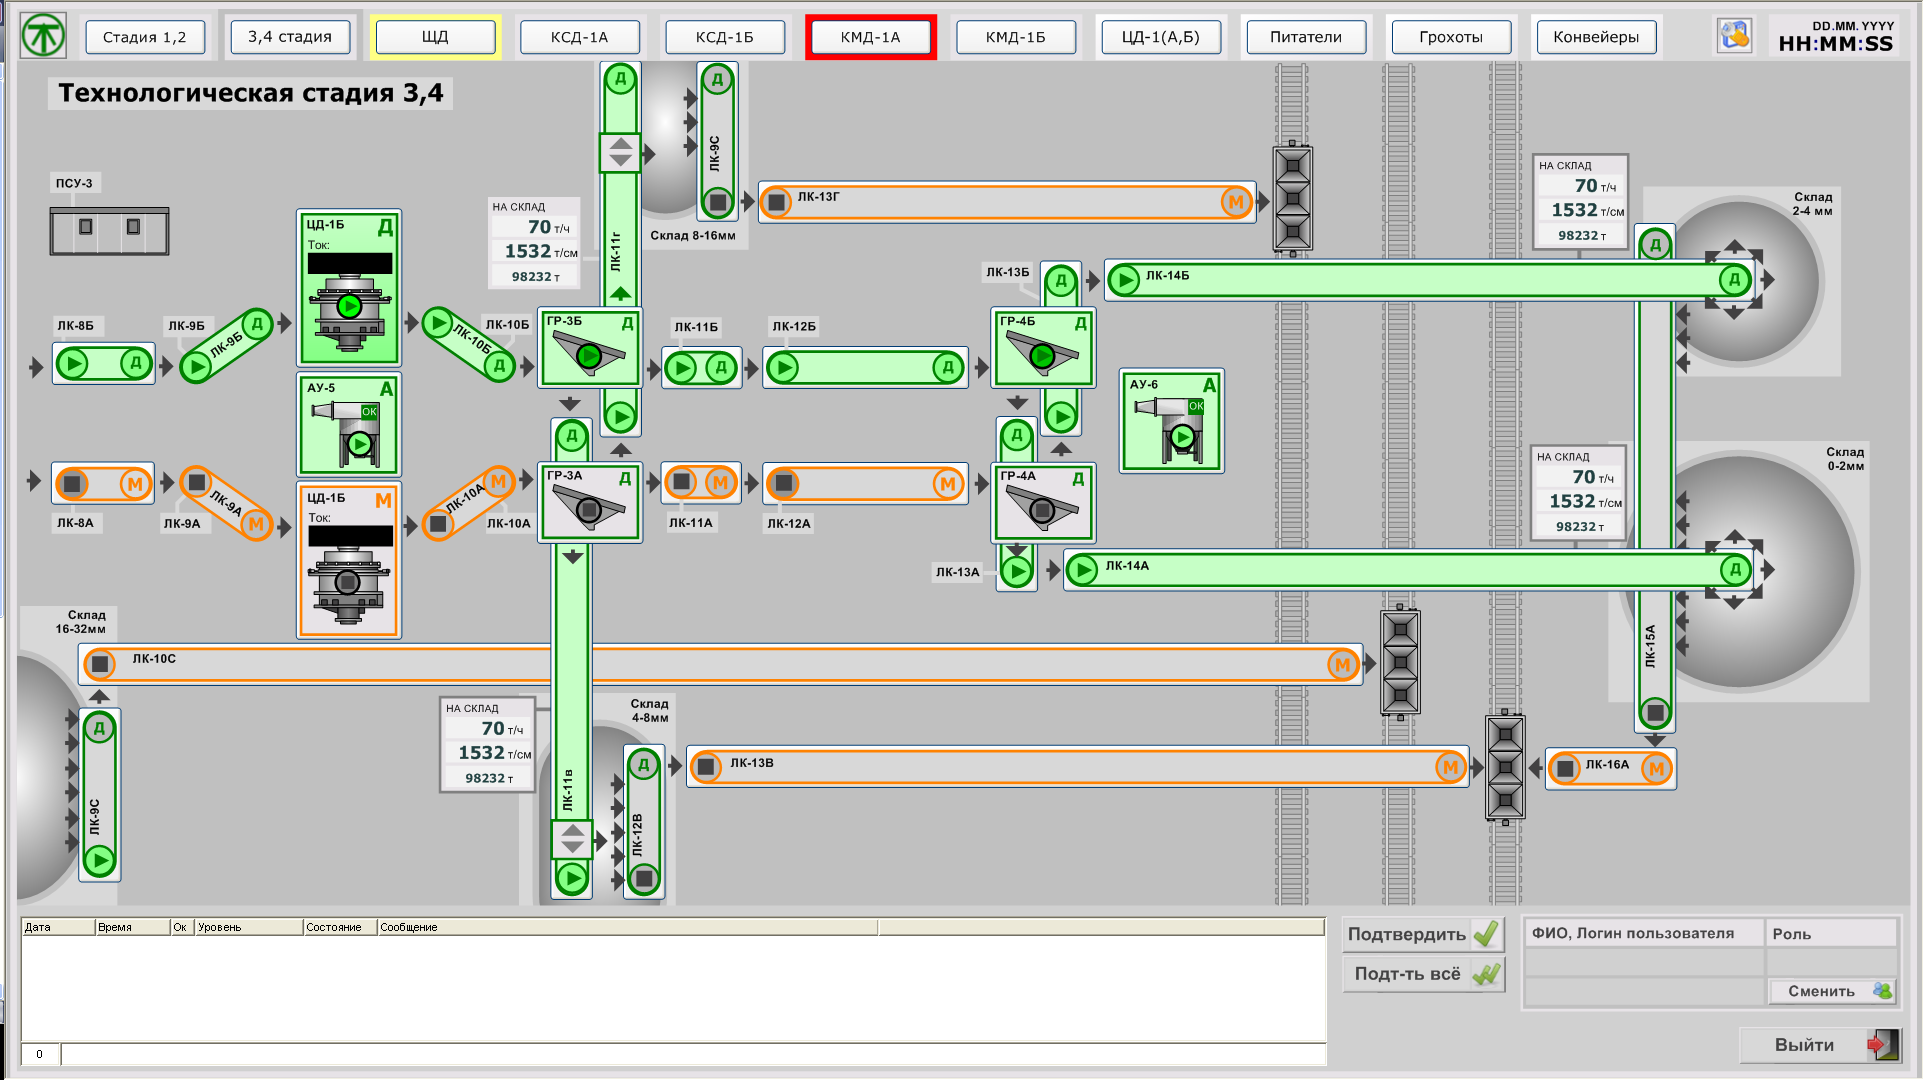 Стадия 1,2
3,4 стадия
ЩД
КСД-1А
КСД-1Б
КМД-1А
КМД-1Б
ЦД-1(А,Б)
Питатели
Грохоты
Конвейеры
DD.MM.YYYY
HH:MM:SS
Технологическая стадия 3,4
Д
Д
ЛК-9С
ЛК-13Г
М
НА СКЛАД
70 т/ч
1532 т/см
98232 т
Склад
2-4 мм
ПСУ-3
ЦД-1Б
Д
Ток:
НА СКЛАД
70 т/ч
1532 т/см
98232 т
ЛК-11г
Склад 8-16мм
Д
ЛК-13Б
Д
ЛК-14Б
Д
ЛК-8Б
Д
ЛК-9Б
ЛК-9Б
Д
ЛК-10Б
ЛК-10Б
Д
ГР-3Б
Д
ЛК-11Б
Д
ЛК-12Б
Д
ГР-4Б
Д
АУ-5
А
OK
АУ-6
А
OK
Д
Д
НА СКЛАД
70 т/ч
1532 т/см
98232 т
Склад
0-2мм
М
ЛК-8А
ЛК-9А
М
ЛК-9А
ЦД-1Б
М
Ток:
ЛК-10А
М
ЛК-10А
ГР-3А
Д
М
ЛК-11А
М
ЛК-12А
ГР-4А
Д
ЛК-13А
ЛК-14А
Д
Склад
16-32мм
ЛК-10С
М
ЛК-15А
НА СКЛАД
70 т/ч
1532 т/см
98232 т
Склад
4-8мм
Д
ЛК-9С
ЛК-11в
Д
ЛК-12В
ЛК-13В
М
ЛК-16А
М
Дата
Время
Ок
Уровень
Состояние
Сообщение
0
Подтвердить
Подт-ть всё
ФИО, Логин пользователя
Роль
Сменить
Выйти